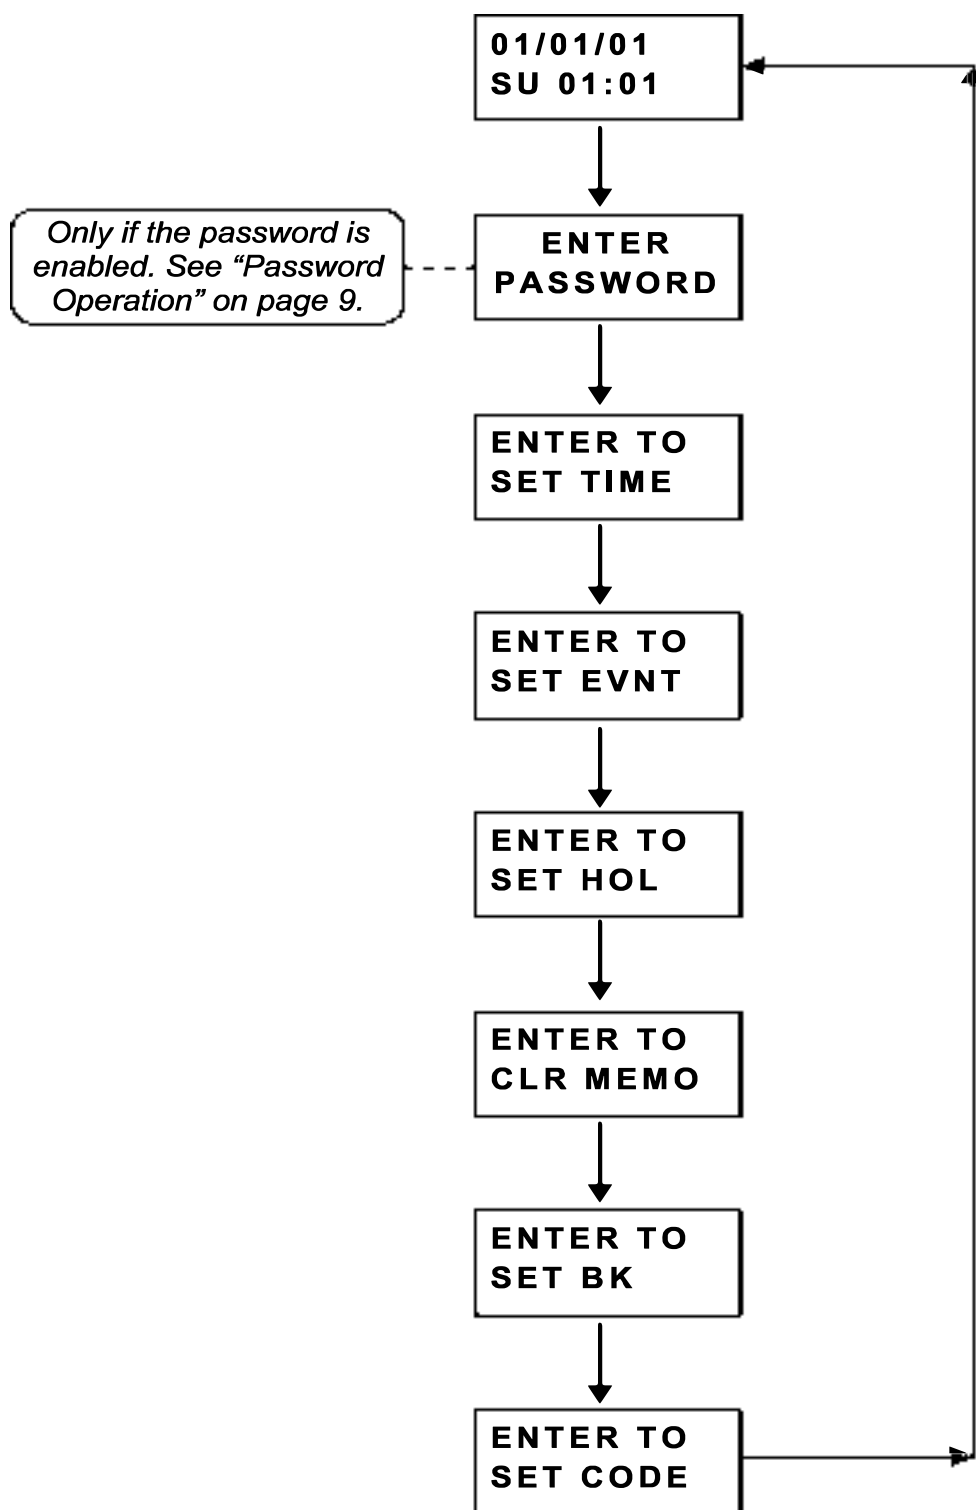 01/01/01
SU 01:01
Only if the password is
enabled. See “Password
Operation” on page 9.
ENTER
PASSWORD
ENTER TO
SET TIME
ENTER TO
SET EVNT
ENTER TO
SET HOL
ENTER TO
CLR MEMO
ENTER TO
SET BK
ENTER TO
SET CODE